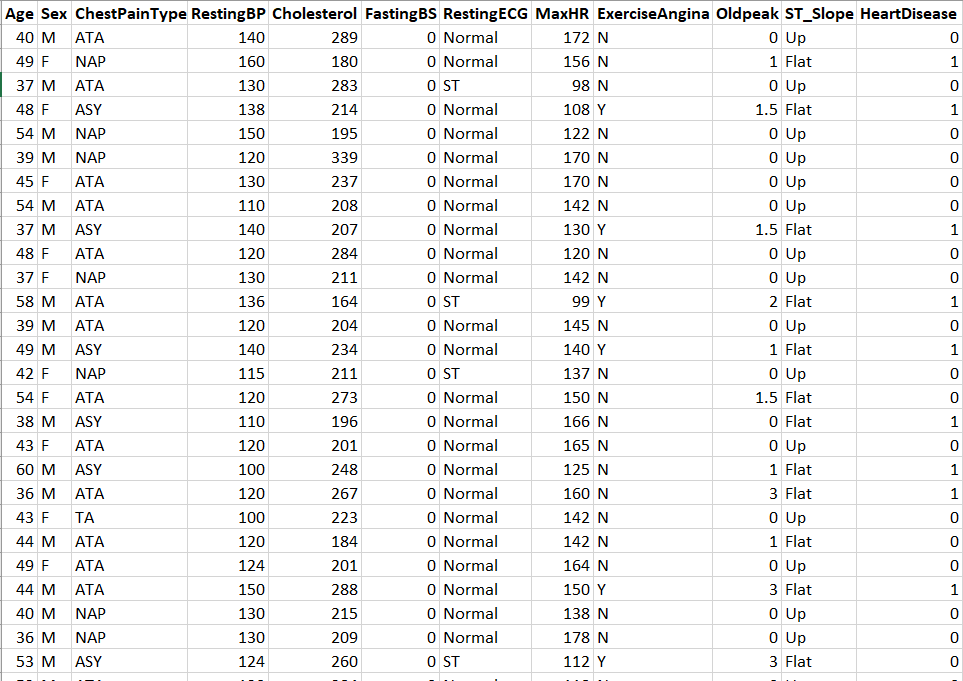 Age Sex ChestPainType RestingBP Cholesterol FastingBS RestingECG MaxHR ExerciseAngina Oldpeak ST_Slope HeartDisease
40 M ATA 140 289 0 Normal 172 N 0 Up 0
49 F NAP 160 180 0 Normal 156 N 1 Flat 1
37 M ATA 130 283 0 ST 98 N 0 Up 0
48 F ASY 138 214 0 Normal 108 Y 1.5 Flat 1
54 M NAP 150 195 0 Normal 122 N 0 Up 0
39 M NAP 120 339 0 Normal 170 N 0 Up 0
45 F ATA 130 237 0 Normal 170 N 0 Up 0
54 M ATA 110 208 0 Normal 142 N 0 Up 0
37 M ASY 140 207 0 Normal 130 Y 1.5 Flat 1
48 F ATA 120 284 0 Normal 120 N 0 Up 0
37 F NAP 130 211 0 Normal 142 N 0 Up 0
58 M ATA 136 164 0 ST 99 Y 2 Flat 1
39 M ATA 120 204 0 Normal 145 N 0 Up 0
49 M ASY 140 234 0 Normal 140 Y 1 Flat 1
42 F NAP 115 211 0 ST 137 N 0 Up 0
54 F ATA 120 273 0 Normal 150 N 1.5 Flat 0
38 M ASY 110 196 0 Normal 166 N 0 Flat 1
43 F ATA 120 201 0 Normal 165 N 0 Up 0
60 M ASY 100 248 0 Normal 125 N 1 Flat 1
36 M ATA 120 267 0 Normal 160 N 3 Flat 1
43 F TA 100 223 0 Normal 142 N 0 Up 0
44 M ATA 120 184 0 Normal 142 N 1 Flat 0
49 F ATA 124 201 0 Normal 164 N 0 Up 0
44 M ATA 150 288 0 Normal 150 Y 3 Flat 1
40 M NAP 130 215 0 Normal 138 N 0 Up 0
36 M NAP 130 209 0 Normal 178 N 0 Up 0
53 M ASY 124 260 0 ST 112 Y 3 Flat 0